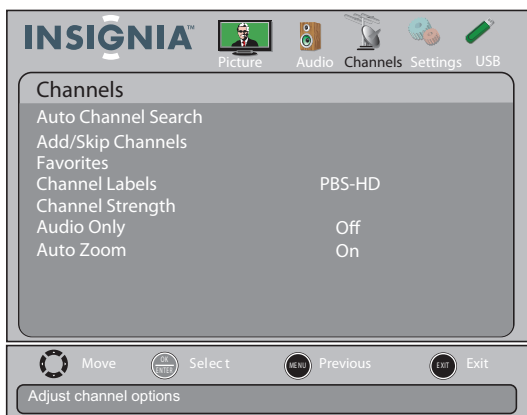 INSIGNIA™
Picture Audio Channels Settings USB
Channels
Auto Channel Search
Add/Skip Channels
Favorites
Channel Labels PBS-HD
Channel Strength
Audio Only Off
Auto Zoom On
Move OK ENTER Select MENU Previous EXIT Exit
Adjust channel options